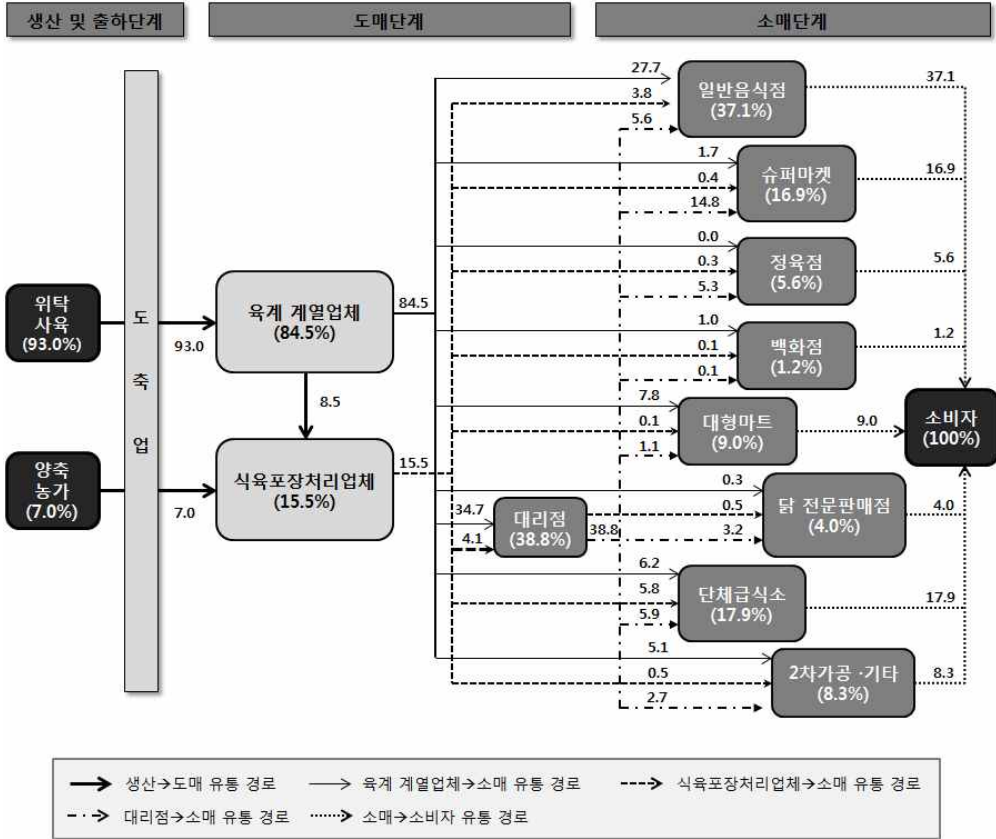 생산 및 출하단계
도매단계
소매단계
도
축
업
위탁
사육
(93.0%)
93.0
양축
농가
(7.0%)
7.0
육계 계열업체
(84.5%)
84.5
8.5
식육포장처리업체
(15.5%)
15.5
34.7
4.1
대리점
(38.8%)
38.8
27.7
3.8
5.6
일반음식점
(37.1%)
37.1
1.7
0.4
14.8
슈퍼마켓
(16.9%)
16.9
0.0
0.3
5.3
정육점
(5.6%)
5.6
1.0
0.1
0.1
백화점
(1.2%)
1.2
7.8
0.1
1.1
대형마트
(9.0%)
9.0
소비자
(100%)
0.3
0.5
3.2
닭 전문판매점
(4.0%)
4.0
6.2
5.8
5.9
단체급식소
(17.9%)
17.9
5.1
0.5
2.7
2차가공 ·기타
(8.3%)
8.3
생산→도매 유통 경로
육계 계열업체→소매 유통 경로
식육포장처리업체→소매 유통 경로
대리점→소매 유통 경로
소매→소비자 유통 경로